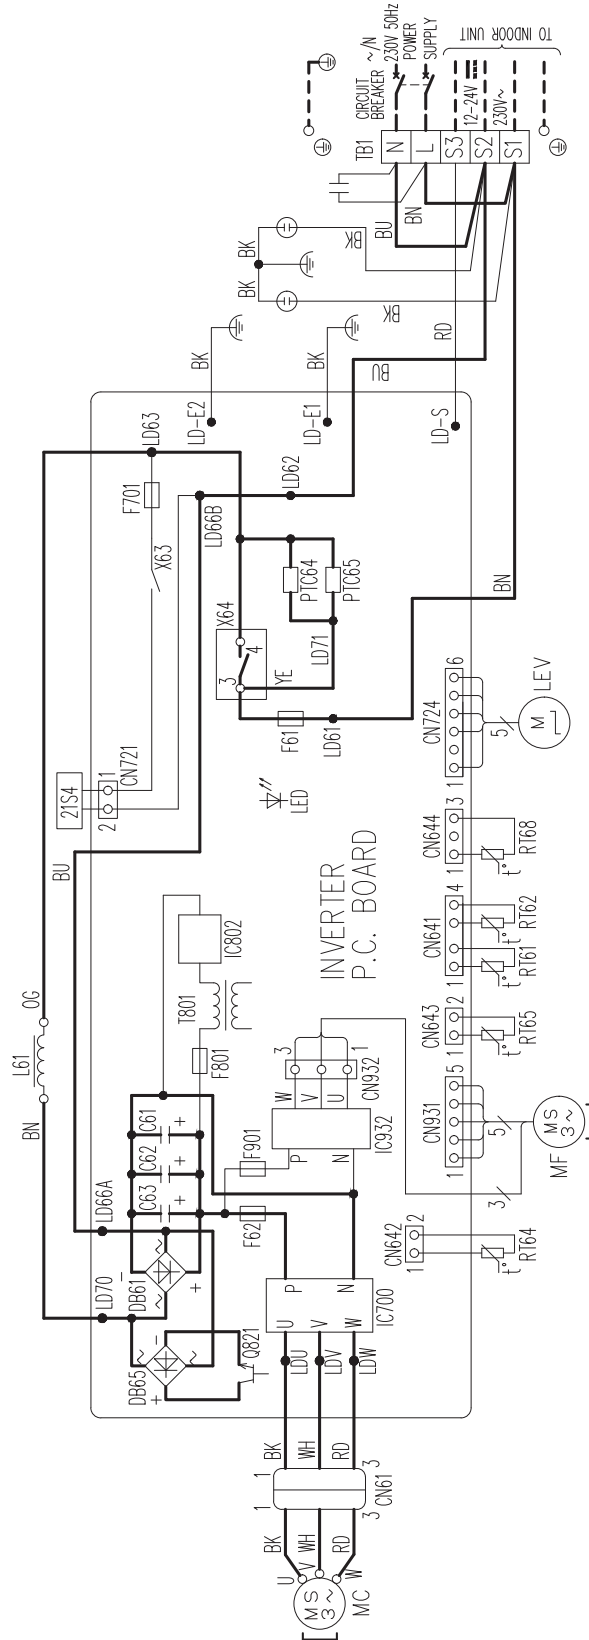 MS
3~
MC
U
V
W
BK
WH
RD
1
3
CN61
1
3
BK
WH
RD
LDU
LDV
LDW
U
V
W
P
N
IC700
DB65
+
-
~
~
Q821
LD70
DB61
-
+
~
~
LD66A
C63
C62
C61
+
+
+
F62
F901
P
N
IC932
W
V
U
3
1
CN932
F801
T801
IC802
BN
L61
OG
BU
INVERTER
P.C. BOARD
LED
21S4
2
1
CN721
X63
F701
LD63
LD66B
LD62
X64
3
4
YE
F61
LD61
LD71
PTC64
PTC65
LD-E2
LD-E1
LD-S
BK
BK
BU
RD
BN
BK
BK
BK
BK
BU
BN
TB1
N
L
S3
S2
S1
CIRCUIT
BREAKER
~/N
230V 50Hz
POWER
SUPPLY
12-24V
230V~
TO INDOOR UNIT
CN642
1
2
t°
RT64
3
MS
3~
MF
5
CN931
1
5
CN643
1
2
t°
RT65
CN641
1
4
t°
RT61
t°
RT62
CN644
1
3
t°
RT68
CN724
1
6
5
M
LEV